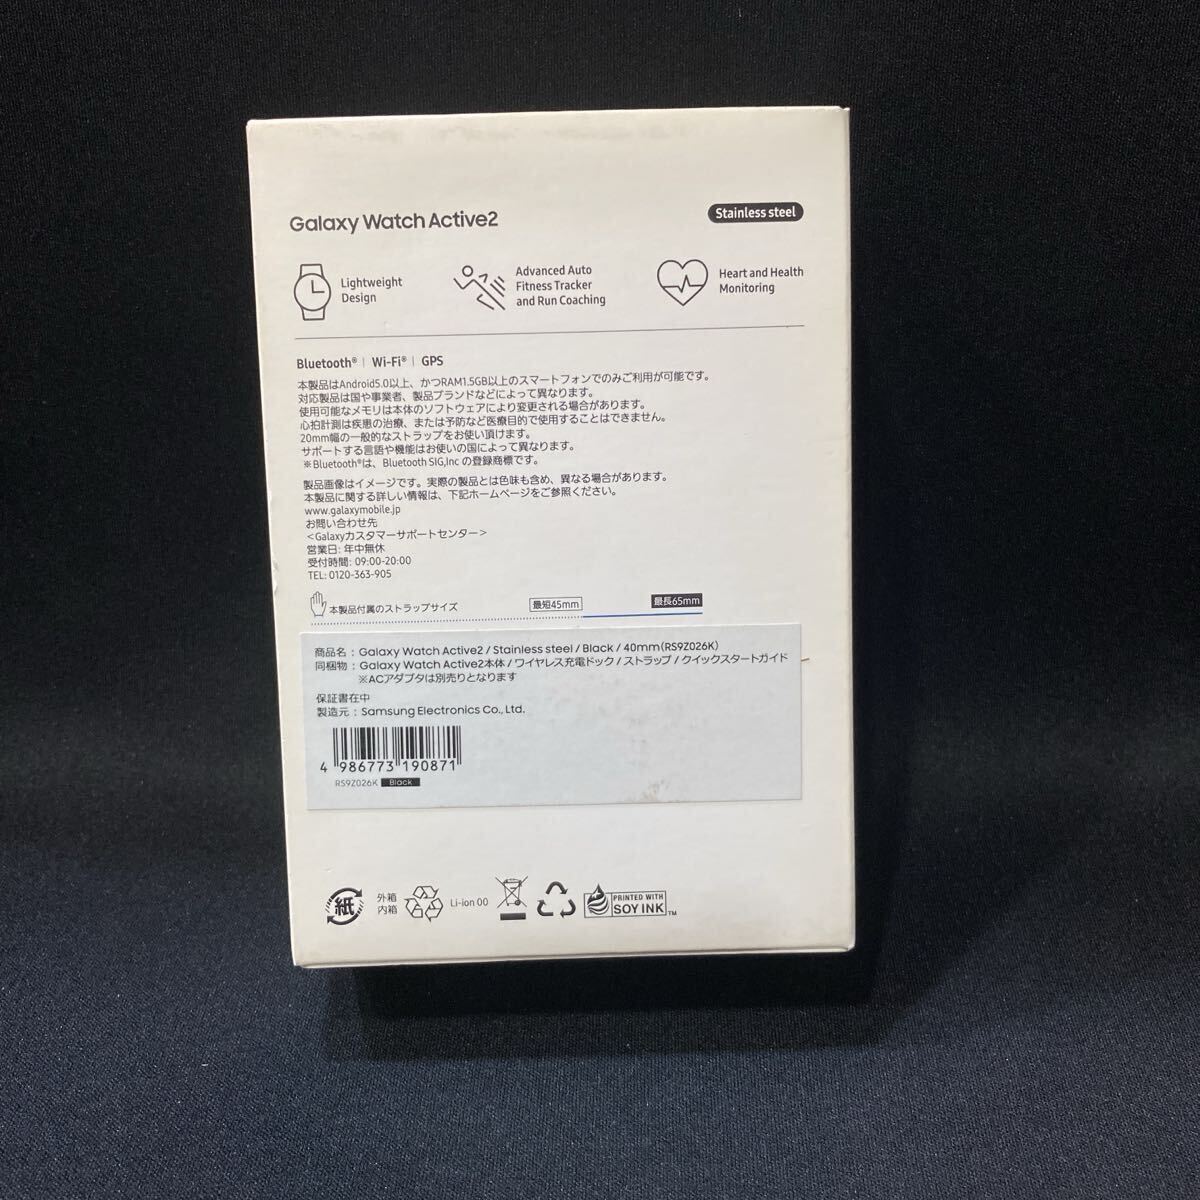 Galaxy Watch Active2
Stainless steel
Lightweight
Design
Advanced Auto
Fitness Tracker
and Run Coaching
Heart and Health
Monitoring
Bluetooth® | Wi-Fi® | GPS
本製品はAndroid5.0以上、かつRAM1.5GB以上のスマートフォンでのみご利用が可能です。
対応製品は国や事業者、製品ブランドなどによって異なります。
使用可能なメモリは本体のソフトウェアにより変更される場合があります。
心拍計測は疾患の治療、または予防など医療目的で使用することはできません。
20mm幅の一般的なストラップをお使い頂けます。
サポートする言語や機能はお使いの国によって異なります。
※Bluetooth®は、Bluetooth SIG,Inc の登録商標です。
製品画像はイメージです。実際の製品とは色味も含め、異なる場合があります。
本製品に関する詳しい情報は、下記ホームページをご参照ください。
www.galaxymobile.jp
お問い合わせ先
<Galaxyカスタマーサポートセンター>
営業日: 年中無休
受付時間: 09:00-20:00
TEL: 0120-363-905
本製品付属のストラップサイズ
最短45mm
最長65mm
商品名 : Galaxy Watch Active2 / Stainless steel / Black / 40mm(RS9Z026K)
同梱物 : Galaxy Watch Active2本体 / ワイヤレス充電ドック / ストラップ / クイックスタートガイド
※ACアダプタは別売りとなります
保証書在中
製造元 : Samsung Electronics Co., Ltd.
4 986773 190871
RS9Z026K Black
紙
外箱
内箱
Li-ion 00
PRINTED WITH
SOY INK TM